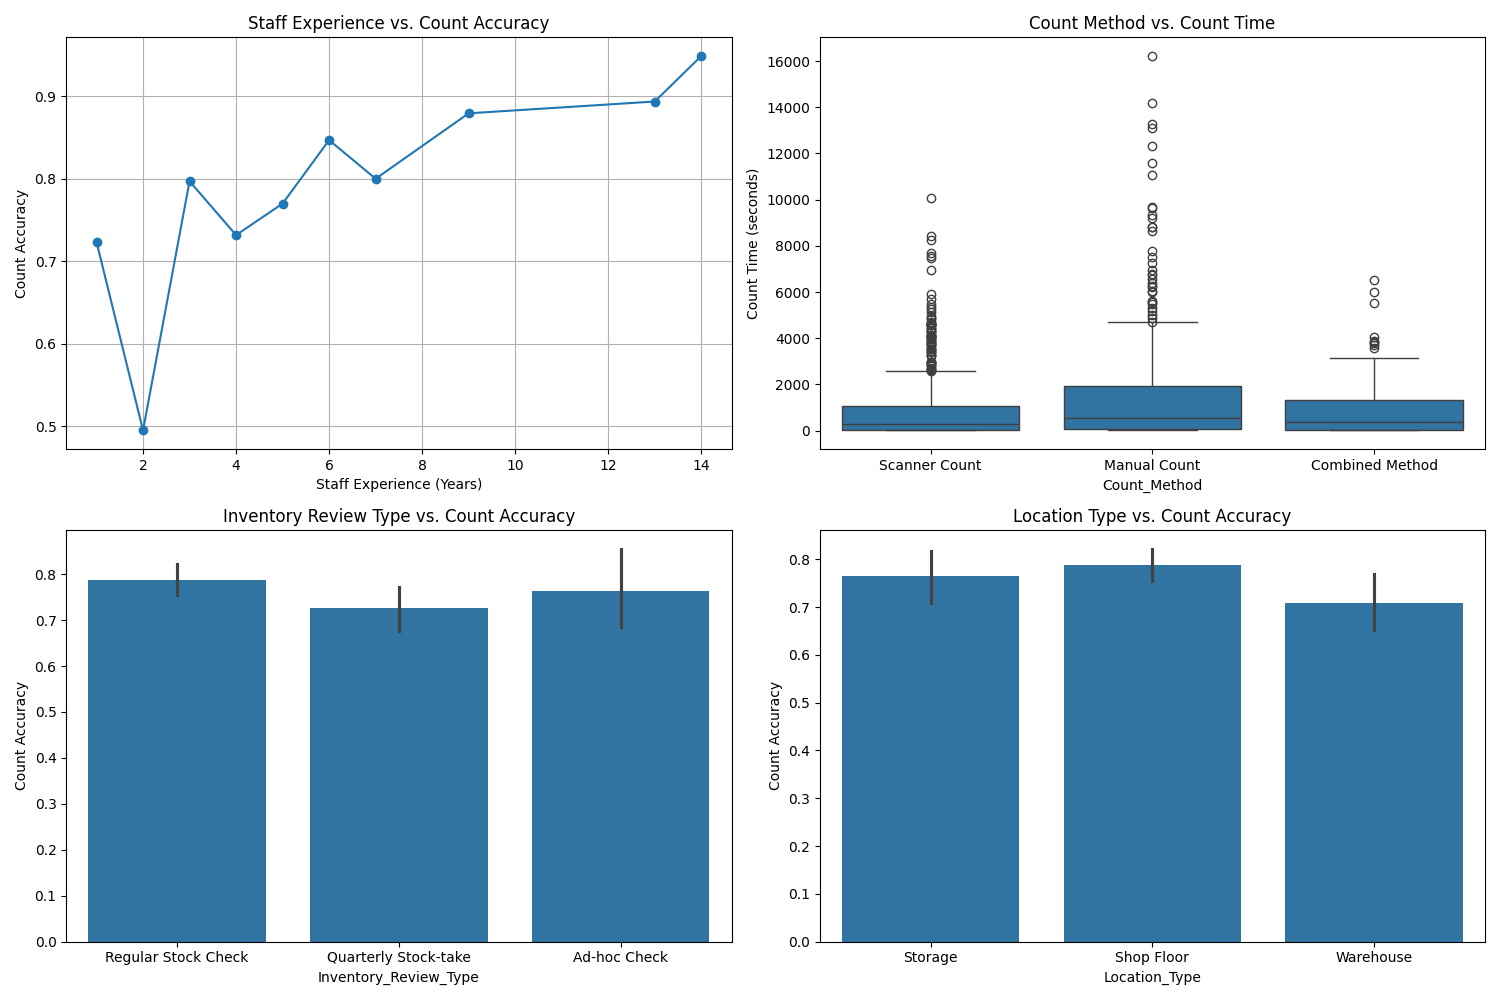 Staff Experience vs. Count Accuracy
Count Accuracy
0.9
0.8
0.7
0.6
0.5
2 4 6 8 10 12 14
Staff Experience (Years)
Count Method vs. Count Time
Count Time (seconds)
16000
14000
12000
10000
8000
6000
4000
2000
0
Scanner Count Manual Count Combined Method
Count_Method
Inventory Review Type vs. Count Accuracy
Count Accuracy
0.8
0.7
0.6
0.5
0.4
0.3
0.2
0.1
0.0
Regular Stock Check Quarterly Stock-take Ad-hoc Check
Inventory_Review_Type
Location Type vs. Count Accuracy
Count Accuracy
0.8
0.7
0.6
0.5
0.4
0.3
0.2
0.1
0.0
Storage Shop Floor Warehouse
Location_Type